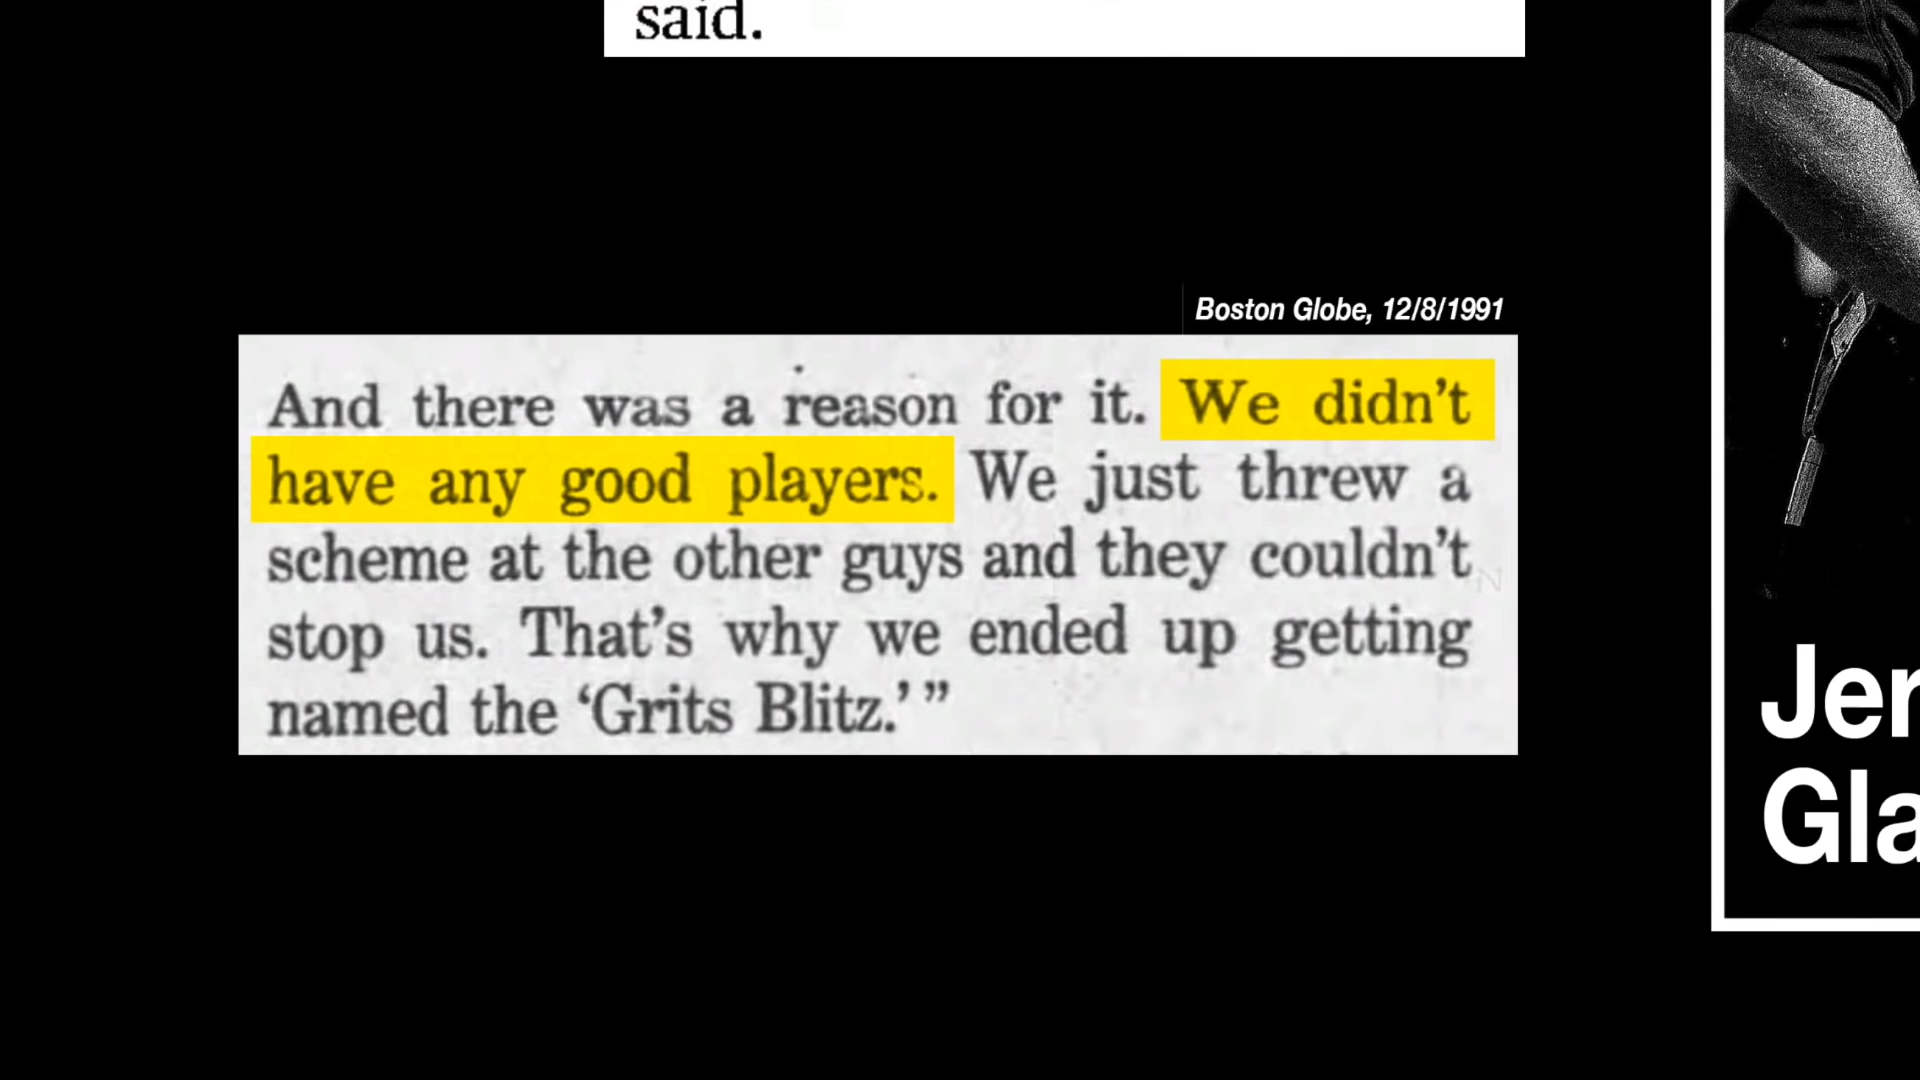 said.
Boston Globe, 12/8/1991
And there was a reason for it. We didn't
have any good players. We just threw a
scheme at the other guys and they couldn't
stop us. That's why we ended up getting
named the ‘Grits Blitz.’”
Jer
Gla